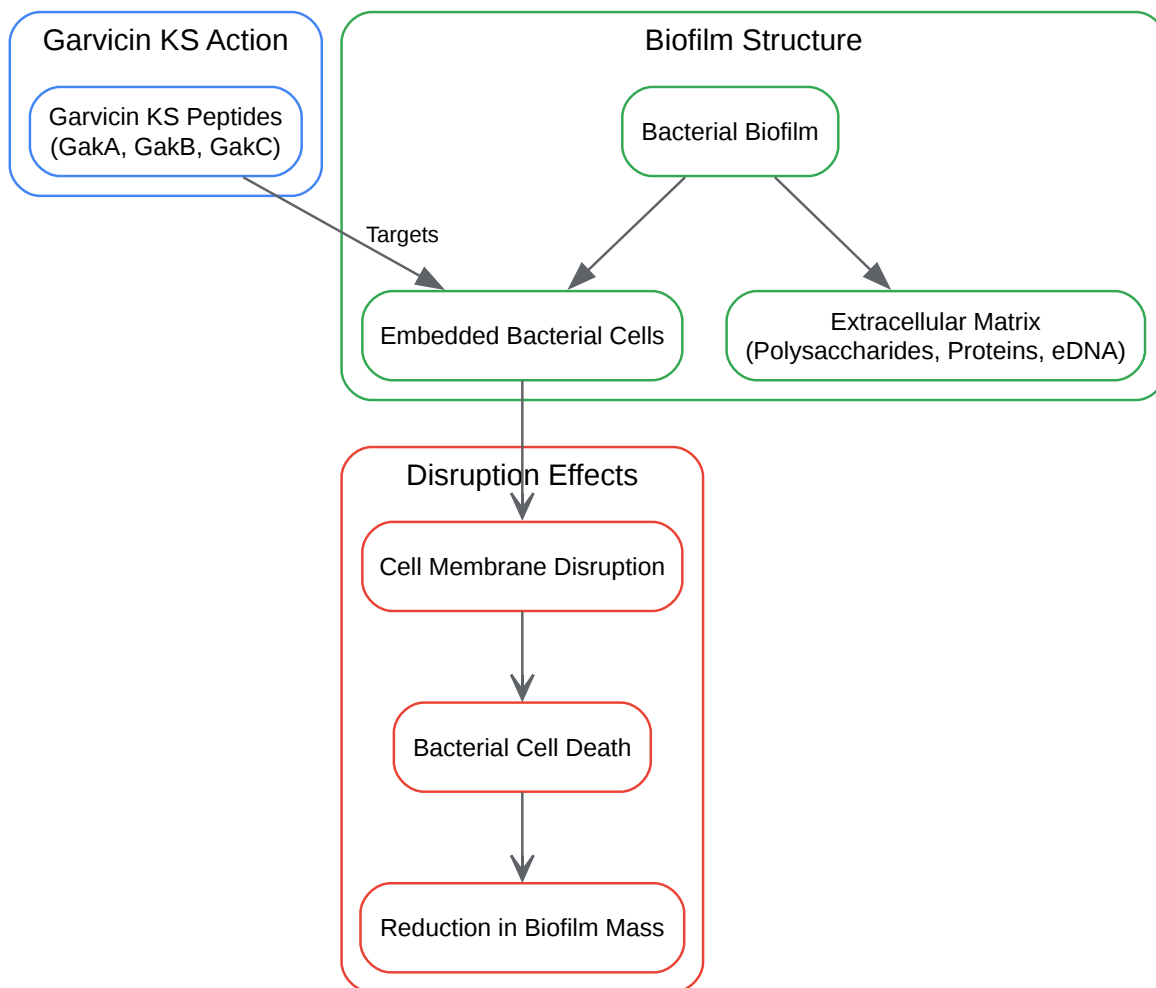 Garvicin KS Action
Garvicin KS Peptides
(GakA, GakB, GakC)
Biofilm Structure
Bacterial Biofilm
Targets
Embedded Bacterial Cells
Extracellular Matrix
(Polysaccharides, Proteins, eDNA)
Disruption Effects
Cell Membrane Disruption
Bacterial Cell Death
Reduction in Biofilm Mass